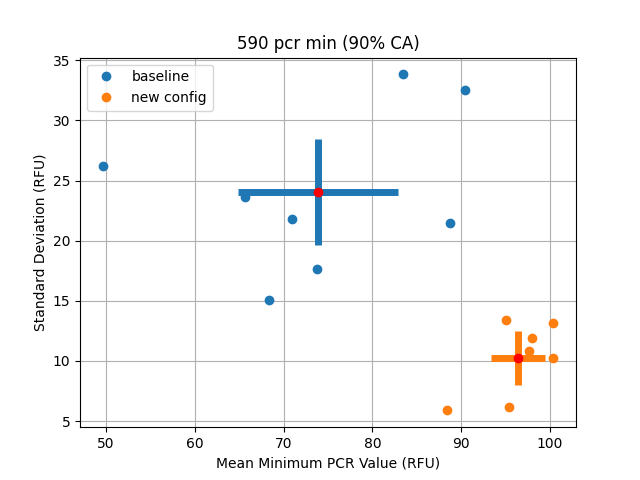 590 pcr min (90% CA)
baseline
new config
35
30
25
20
15
10
5
Standard Deviation (RFU)
50 60 70 80 90 100
Mean Minimum PCR Value (RFU)